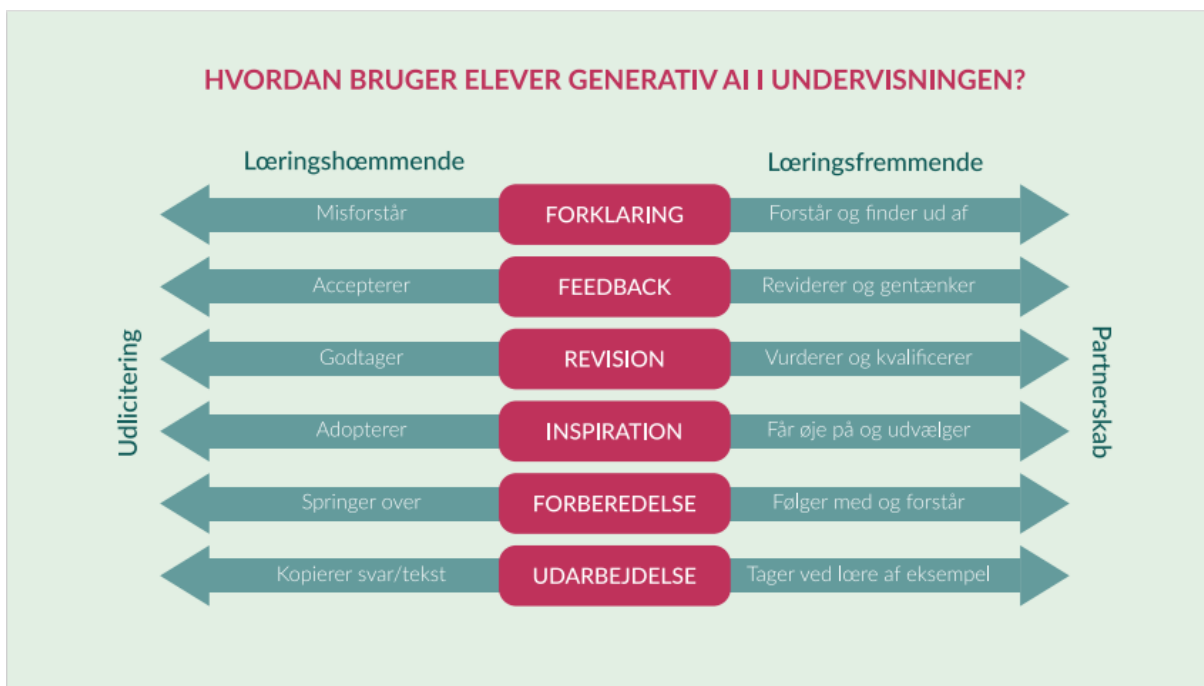 HVORDAN BRUGER ELEVER GENERATIV AI I UNDERVISNINGEN?
Læringshæmmende
Læringsfremmende
Misforstår FORKLARING Forstår og finder ud af
Accepterer FEEDBACK Reviderer og gentænker
Godtager REVISION Vurderer og kvalificerer
Adopterer INSPIRATION Får øje på og udvælger
Springer over FORBEREDELSE Følger med og forstår
Kopierer svar/tekst UDARBEJDELSE Tager ved lære af eksempel
Udlicitering
Partnerskab